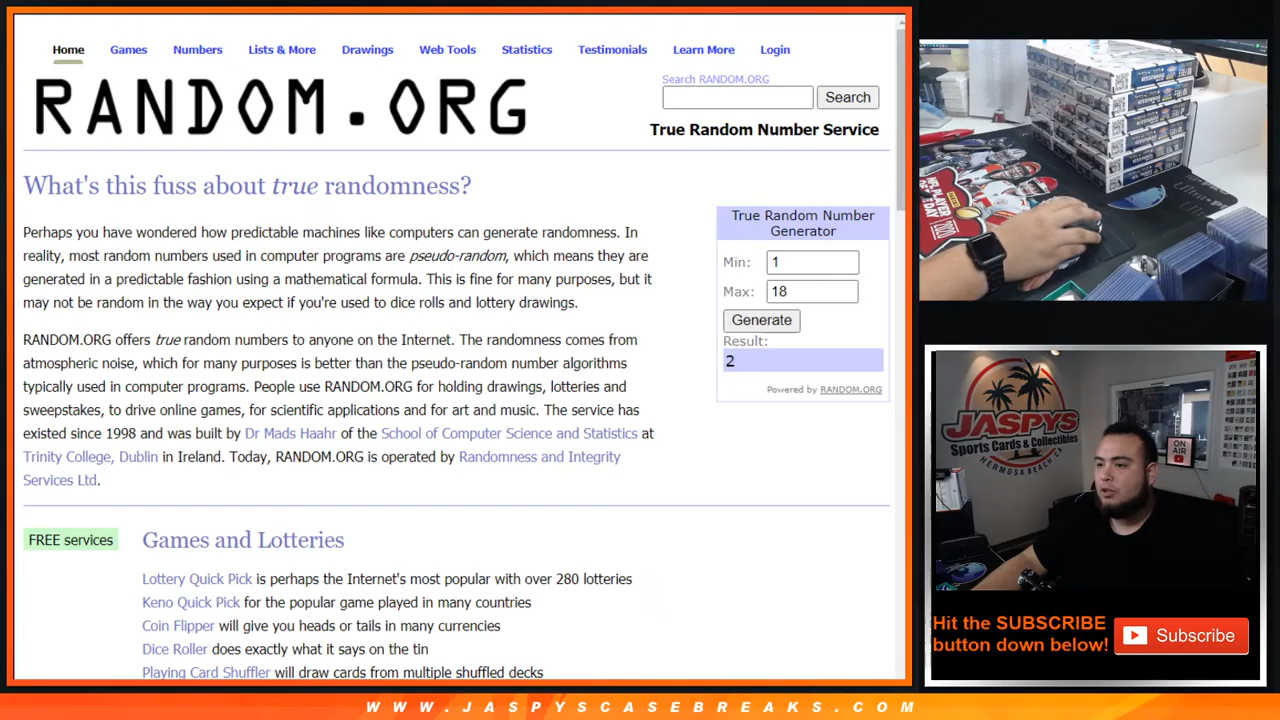 Home Games Numbers Lists & More Drawings Web Tools Statistics Testimonials Learn More Login
RANDOM.ORG
Search RANDOM.ORG
Search
True Random Number Service
What's this fuss about true randomness?
Perhaps you have wondered how predictable machines like computers can generate randomness. In
reality, most random numbers used in computer programs are pseudo-random, which means they are
generated in a predictable fashion using a mathematical formula. This is fine for many purposes, but it
may not be random in the way you expect if you're used to dice rolls and lottery drawings.
RANDOM.ORG offers true random numbers to anyone on the Internet. The randomness comes from
atmospheric noise, which for many purposes is better than the pseudo-random number algorithms
typically used in computer programs. People use RANDOM.ORG for holding drawings, lotteries and
sweepstakes, to drive online games, for scientific applications and for art and music. The service has
existed since 1998 and was built by Dr Mads Haahr of the School of Computer Science and Statistics at
Trinity College, Dublin in Ireland. Today, RANDOM.ORG is operated by Randomness and Integrity
Services Ltd.
True Random Number
Generator
Min: 1
Max: 18
Generate
Result:
2
Powered by RANDOM.ORG
FREE services
Games and Lotteries
Lottery Quick Pick is perhaps the Internet's most popular with over 280 lotteries
Keno Quick Pick for the popular game played in many countries
Coin Flipper will give you heads or tails in many currencies
Dice Roller does exactly what it says on the tin
Playing Card Shuffler will draw cards from multiple shuffled decks
NFL PLAYER
OF THE DAY
2020
JASPYS
Sports Cards & Collectibles
HERMOSA BEACH, CA
ON
AIR
Hit the SUBSCRIBE
button down below!
Subscribe
WWW.JASPYSCASEBREAKS.COM